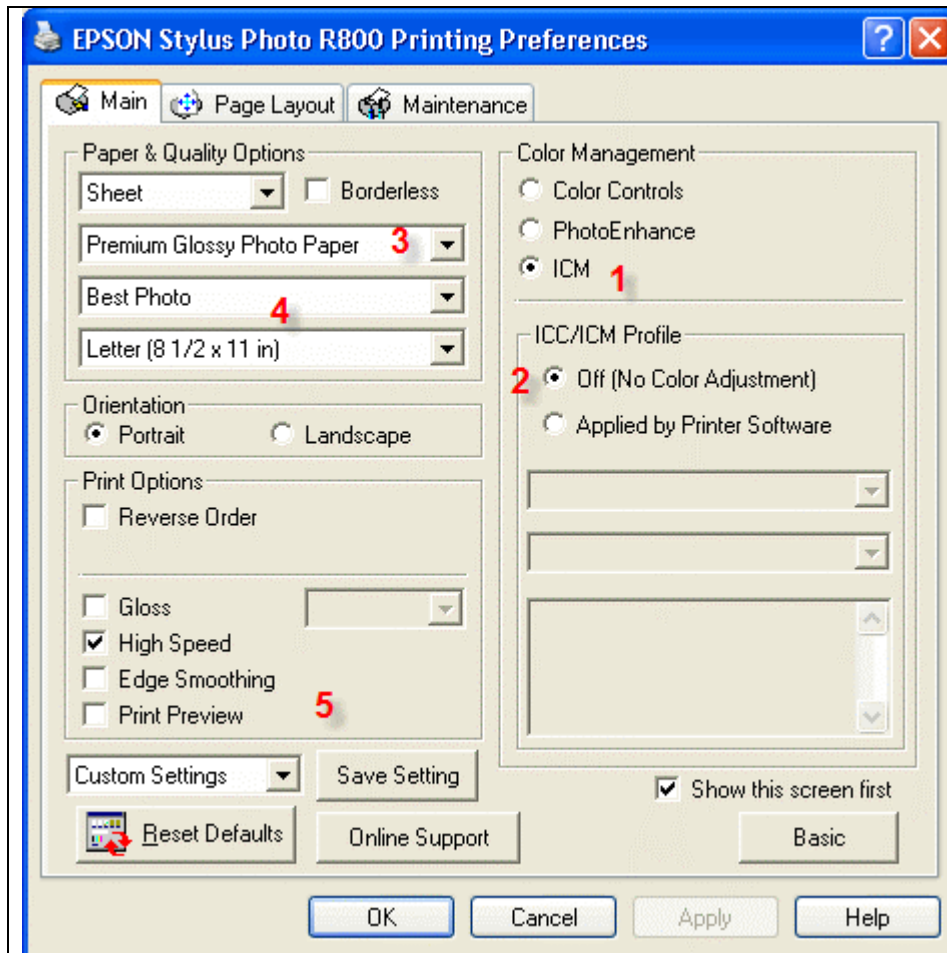 EPSON Stylus Photo R800 Printing Preferences
Main Page Layout Maintenance
Paper & Quality Options
Sheet Borderless
Premium Glossy Photo Paper 3
Best Photo
4
Letter (8 1/2 x 11 in)
Orientation
Portrait Landscape
Print Options
Reverse Order
Gloss
High Speed
Edge Smoothing
Print Preview 5
Custom Settings Save Setting
Reset Defaults Online Support
Color Management
Color Controls
PhotoEnhance
ICM 1
ICC/ICM Profile
2 Off (No Color Adjustment)
Applied by Printer Software
Show this screen first
Basic
OK Cancel Apply Help